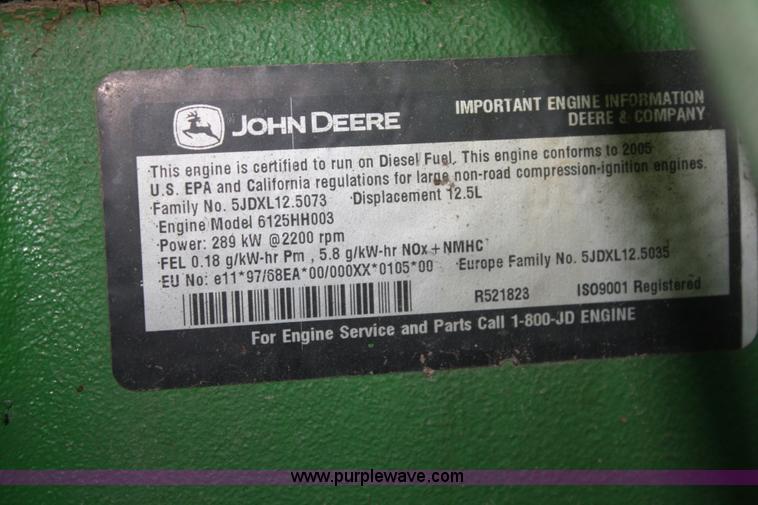 JOHN DEERE
IMPORTANT ENGINE INFORMATION
DEERE & COMPANY
This engine is certified to run on Diesel Fuel. This engine conforms to 2005
U.S. EPA and California regulations for large non-road compression-ignition engines.
Family No. 5JDXL12.5073 Displacement 12.5L
Engine Model 6125HH003
Power: 289 kW @2200 rpm
FEL 0.18 g/kW-hr Pm , 5.8 g/kW-hr NOx + NMHC Europe Family No. 5JDXL12.5035
EU No: e11*97/68EA*00/000XX*0105*00
R521823 ISO9001 Registered
For Engine Service and Parts Call 1-800-JD ENGINE
www.purplewave.com